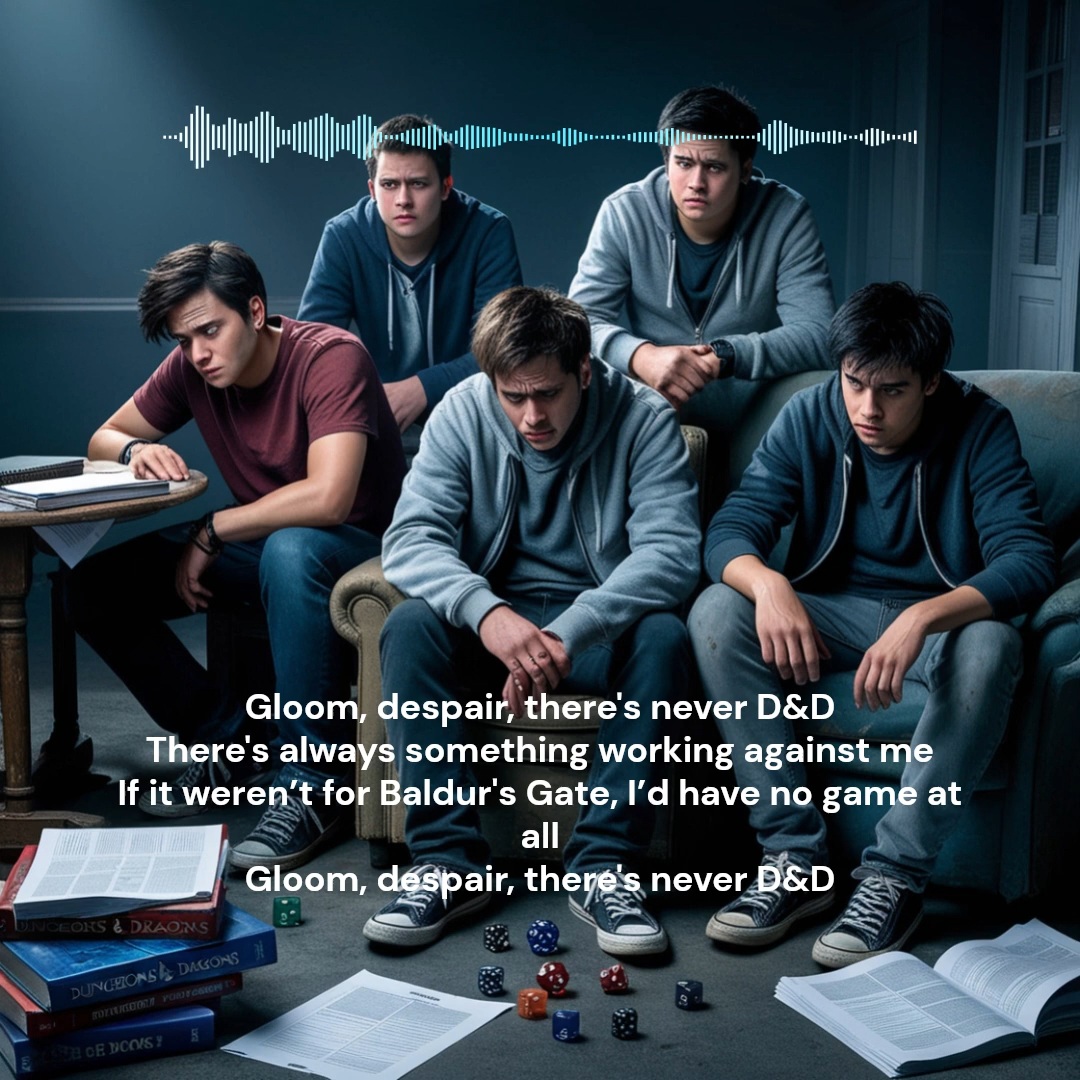 Gloom, despair, there's never D&D
There's always something working against me
If it weren’t for Baldur's Gate, I’d have no game at
all
Gloom, despair, there's never D&D